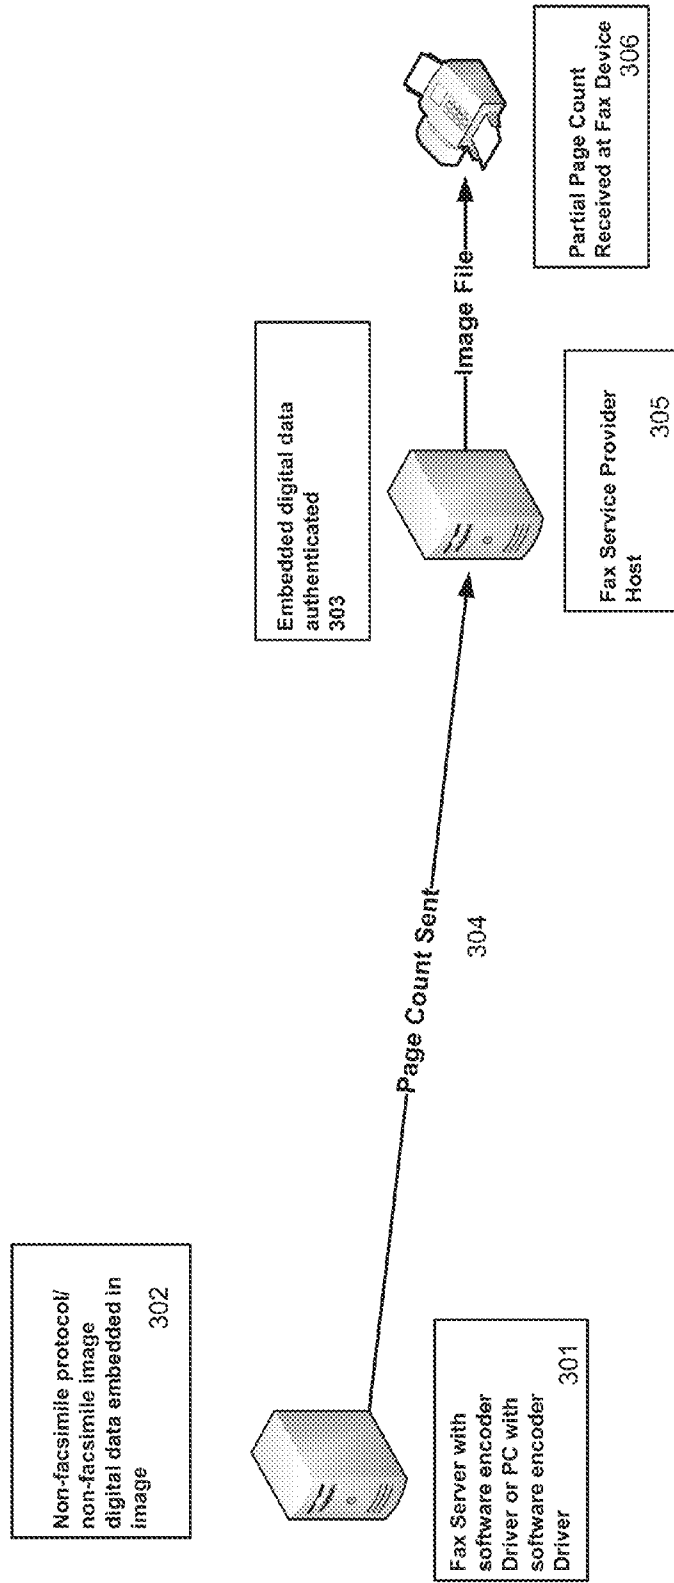 Non-facsimile protocol/
non-facsimile image
digital data embedded in
image
302
Fax Server with
software encoder
Driver or PC with
software encoder
Driver
301
Page Count Sent
304
Embedded digital data
authenticated
303
Fax Service Provider
Host
305
Image File
Partial Page Count
Received at Fax Device
306